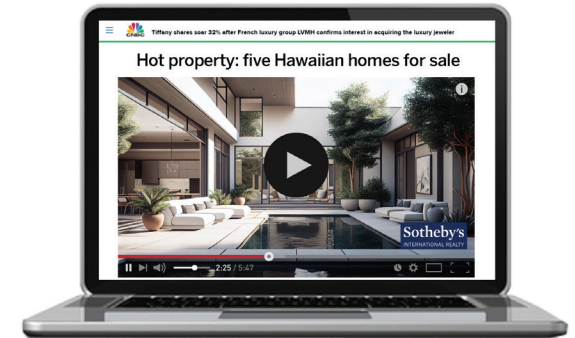 CNBC
Tiffany shares soar 32% after French luxury group LVMH confirms interest in acquiring the luxury jeweler
Hot property: five Hawaiian homes for sale
i
Sotheby's
INTERNATIONAL REALTY
2:25 / 5:47